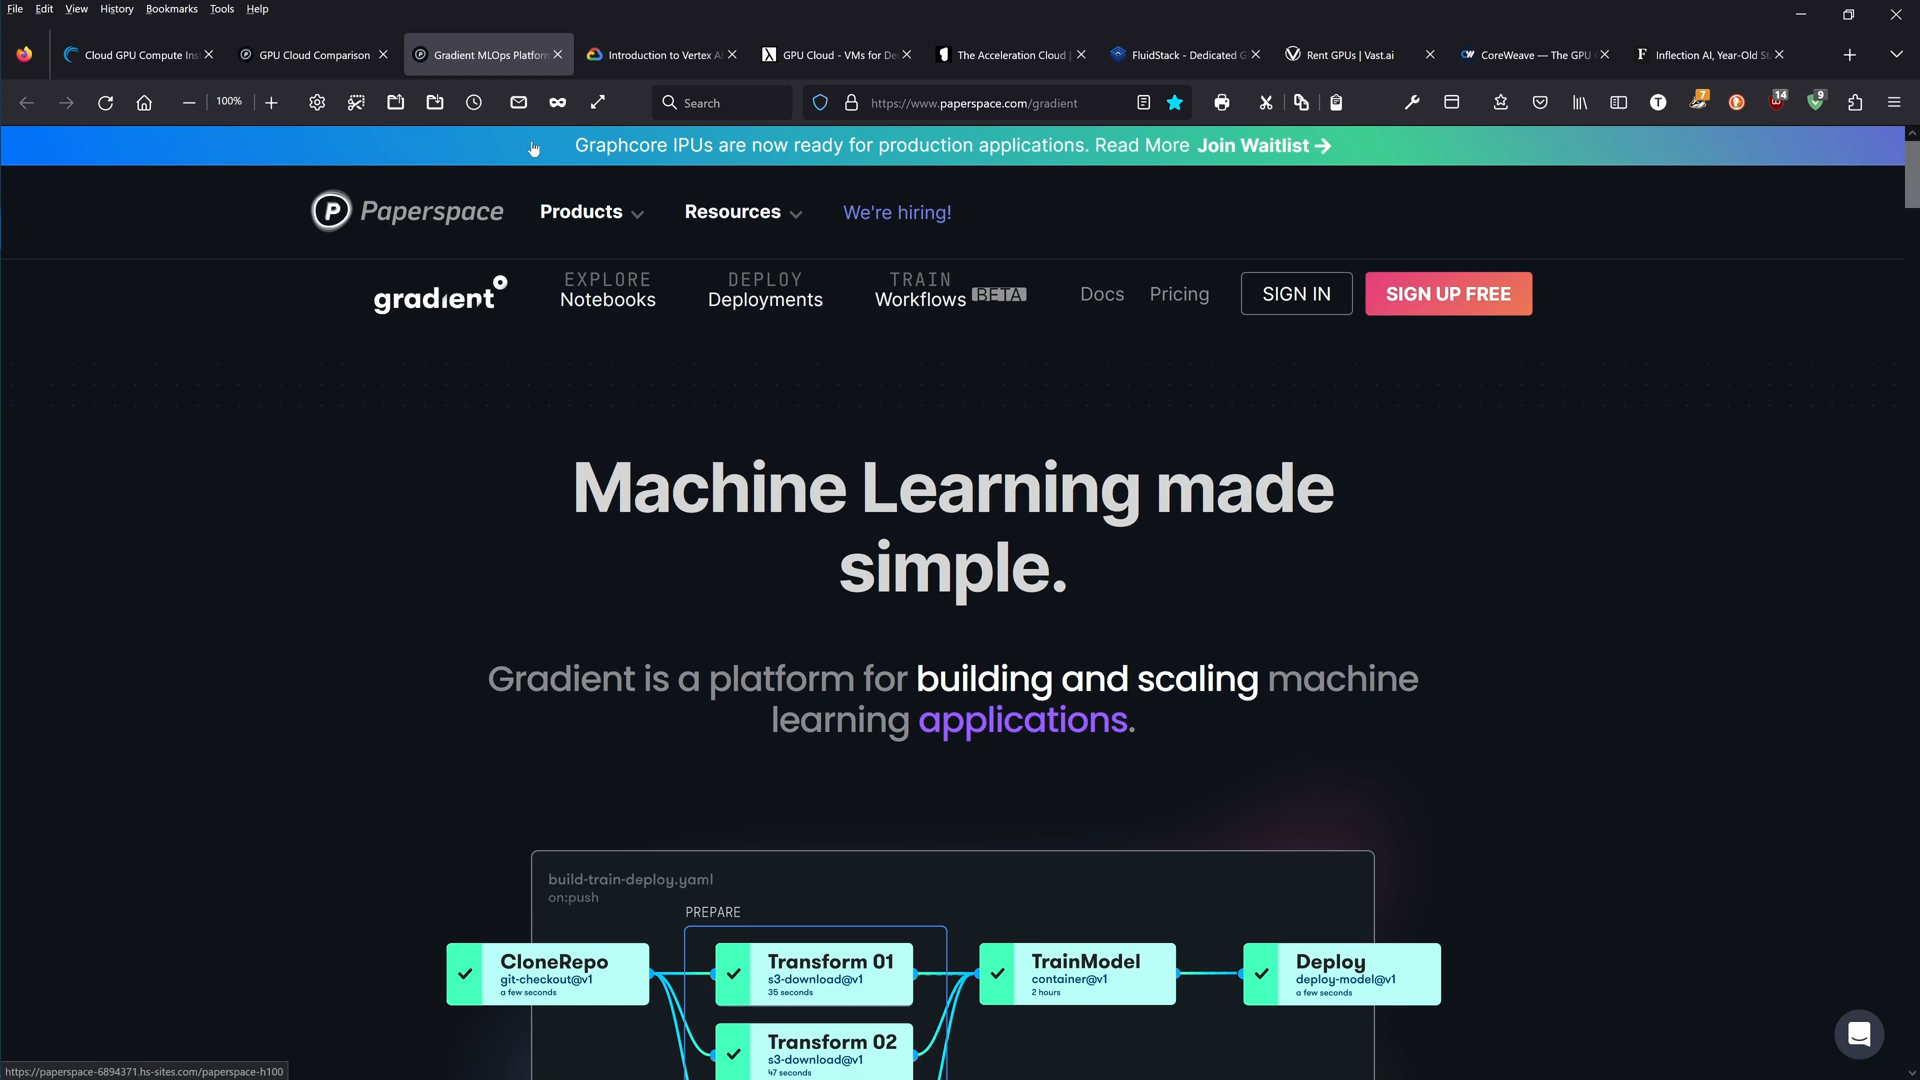 File Edit View History Bookmarks Tools Help
Cloud GPU Compute Ins
GPU Cloud Comparison
Gradient MLOps Platform
Introduction to Vertex A
GPU Cloud - VMs for De
The Acceleration Cloud |
FluidStack - Dedicated G
Rent GPUs | Vast.ai
CoreWeave — The GPU
Inflection AI, Year-Old S
100%
Search
https://www.paperspace.com/gradient
7
14
9
Graphcore IPUs are now ready for production applications. Read More Join Waitlist →
Paperspace Products Resources We're hiring!
gradient
EXPLORE
Notebooks
DEPLOY
Deployments
TRAIN
Workflows BETA
Docs Pricing SIGN IN SIGN UP FREE
Machine Learning made
simple.
Gradient is a platform for building and scaling machine
learning applications.
build-train-deploy.yaml
on:push
PREPARE
CloneRepo
git-checkout@v1
a few seconds
Transform 01
s3-download@v1
35 seconds
TrainModel
container@v1
2 hours
Deploy
deploy-model@v1
a few seconds
Transform 02
s3-download@v1
47 seconds
https://paperspace-6894371.hs-sites.com/paperspace-h100